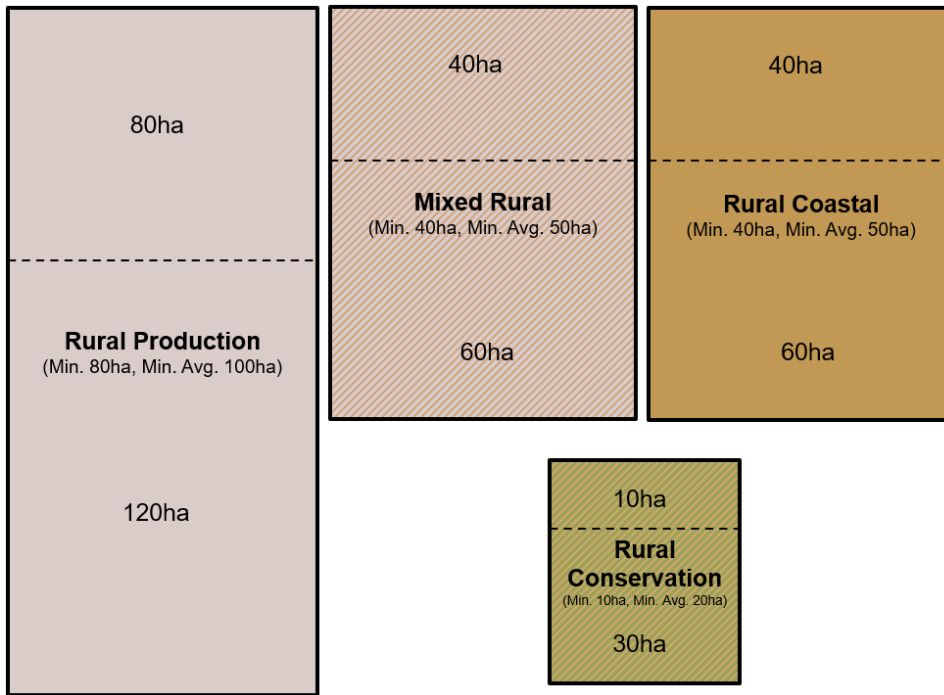 80ha
Rural Production
(Min. 80ha, Min. Avg. 100ha)
120ha
40ha
Mixed Rural
(Min. 40ha, Min. Avg. 50ha)
60ha
40ha
Rural Coastal
(Min. 40ha, Min. Avg. 50ha)
60ha
10ha
Rural
Conservation
(Min. 10ha, Min. Avg. 20ha)
30ha